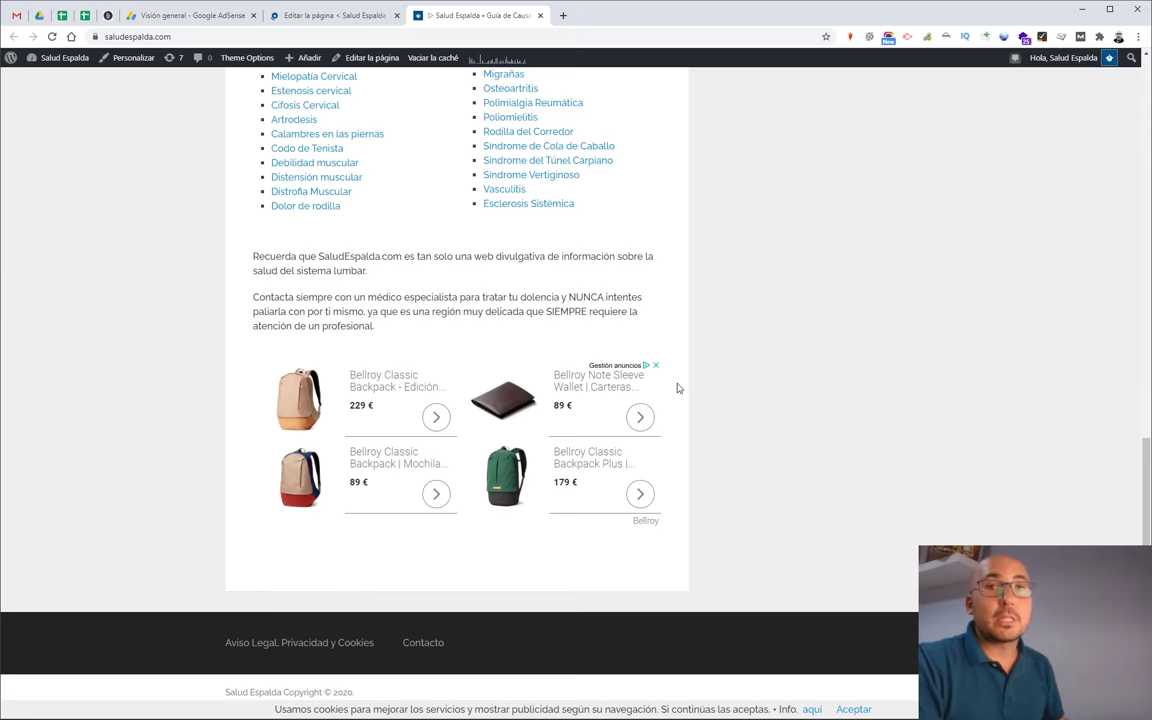 Visión general - Google AdSense
Editar la página < Salud Espalda
▷ Salud Espalda • Guía de Causa
saludespalda.com
New
25
Salud Espalda
Personalizar
7
0
Theme Options
Añadir
Editar la página
Vaciar la caché
Hola, Salud Espalda
Mielopatía Cervical
Estenosis cervical
Cifosis Cervical
Artrodesis
Calambres en las piernas
Codo de Tenista
Debilidad muscular
Distensión muscular
Distrofia Muscular
Dolor de rodilla
Migrañas
Osteoartritis
Polimialgia Reumática
Poliomielitis
Rodilla del Corredor
Síndrome de Cola de Caballo
Síndrome del Túnel Carpiano
Síndrome Vertiginoso
Vasculitis
Esclerosis Sistémica
Recuerda que SaludEspalda.com es tan solo una web divulgativa de información sobre la
salud del sistema lumbar.
Contacta siempre con un médico especialista para tratar tu dolencia y NUNCA intentes
paliarla con por ti mismo, ya que es una región muy delicada que SIEMPRE requiere la
atención de un profesional.
Gestión anuncios
Bellroy Classic
Backpack - Edición...
229 €
Bellroy Note Sleeve
Wallet | Carteras...
89 €
Bellroy Classic
Backpack | Mochila...
89 €
Bellroy Classic
Backpack Plus |...
179 €
Bellroy
Aviso Legal, Privacidad y Cookies
Contacto
Salud Espalda Copyright © 2020.
Usamos cookies para mejorar los servicios y mostrar publicidad según su navegación. Si continúas las aceptas. + Info. aquí Aceptar